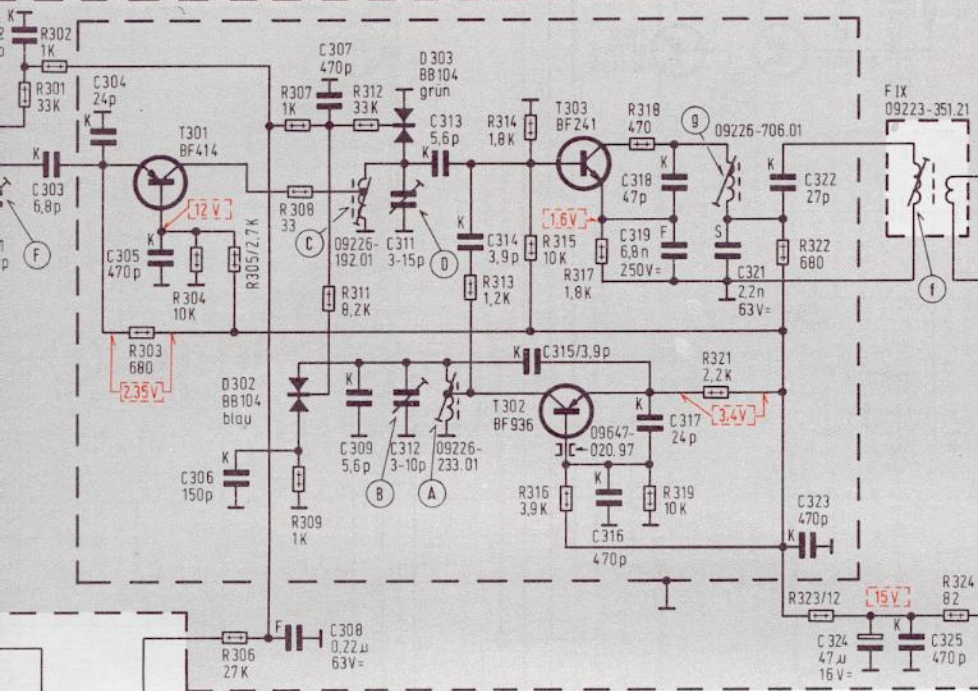 K
R302
1K
R301
33K
C304
24p
K
K
C303
6,8p
F
p
T301
BF414
12V
K
C305
470p
R304
10K
R305/2,7K
R303
680
2,35V
C307
470p
R307
1K
R312
33K
D303
BB104
grün
R308
33
C
09226-
192.01
C311
3-15p
D
K
C313
5,6p
R314
1,8K
K
C314
3,9p
R313
1,2K
R315
10K
R311
8,2K
T303
BF241
R318
470
1.6V
K
C318
47p
C319
6,8n
250V=
F
R317
1,8K
g
09226-706.01
S
C321
2,2n
63V=
K
C322
27p
R322
680
FIX
09223-351.21
f
D302
BB104
blau
K
C306
150p
R309
1K
K
C309
5,6p
C312
3-10p
B
A
09226-
233.01
K
C315/3,9p
T302
BF936
09647-
020.97
K
C317
24p
R321
2,2K
3,4V
R316
3,9K
K
C316
470p
R319
10K
C323
470p
K
R323/12
15V
R324
82
C324
47µ
16V=
K
C325
470p
R306
27K
F
C308
0,22µ
63V=